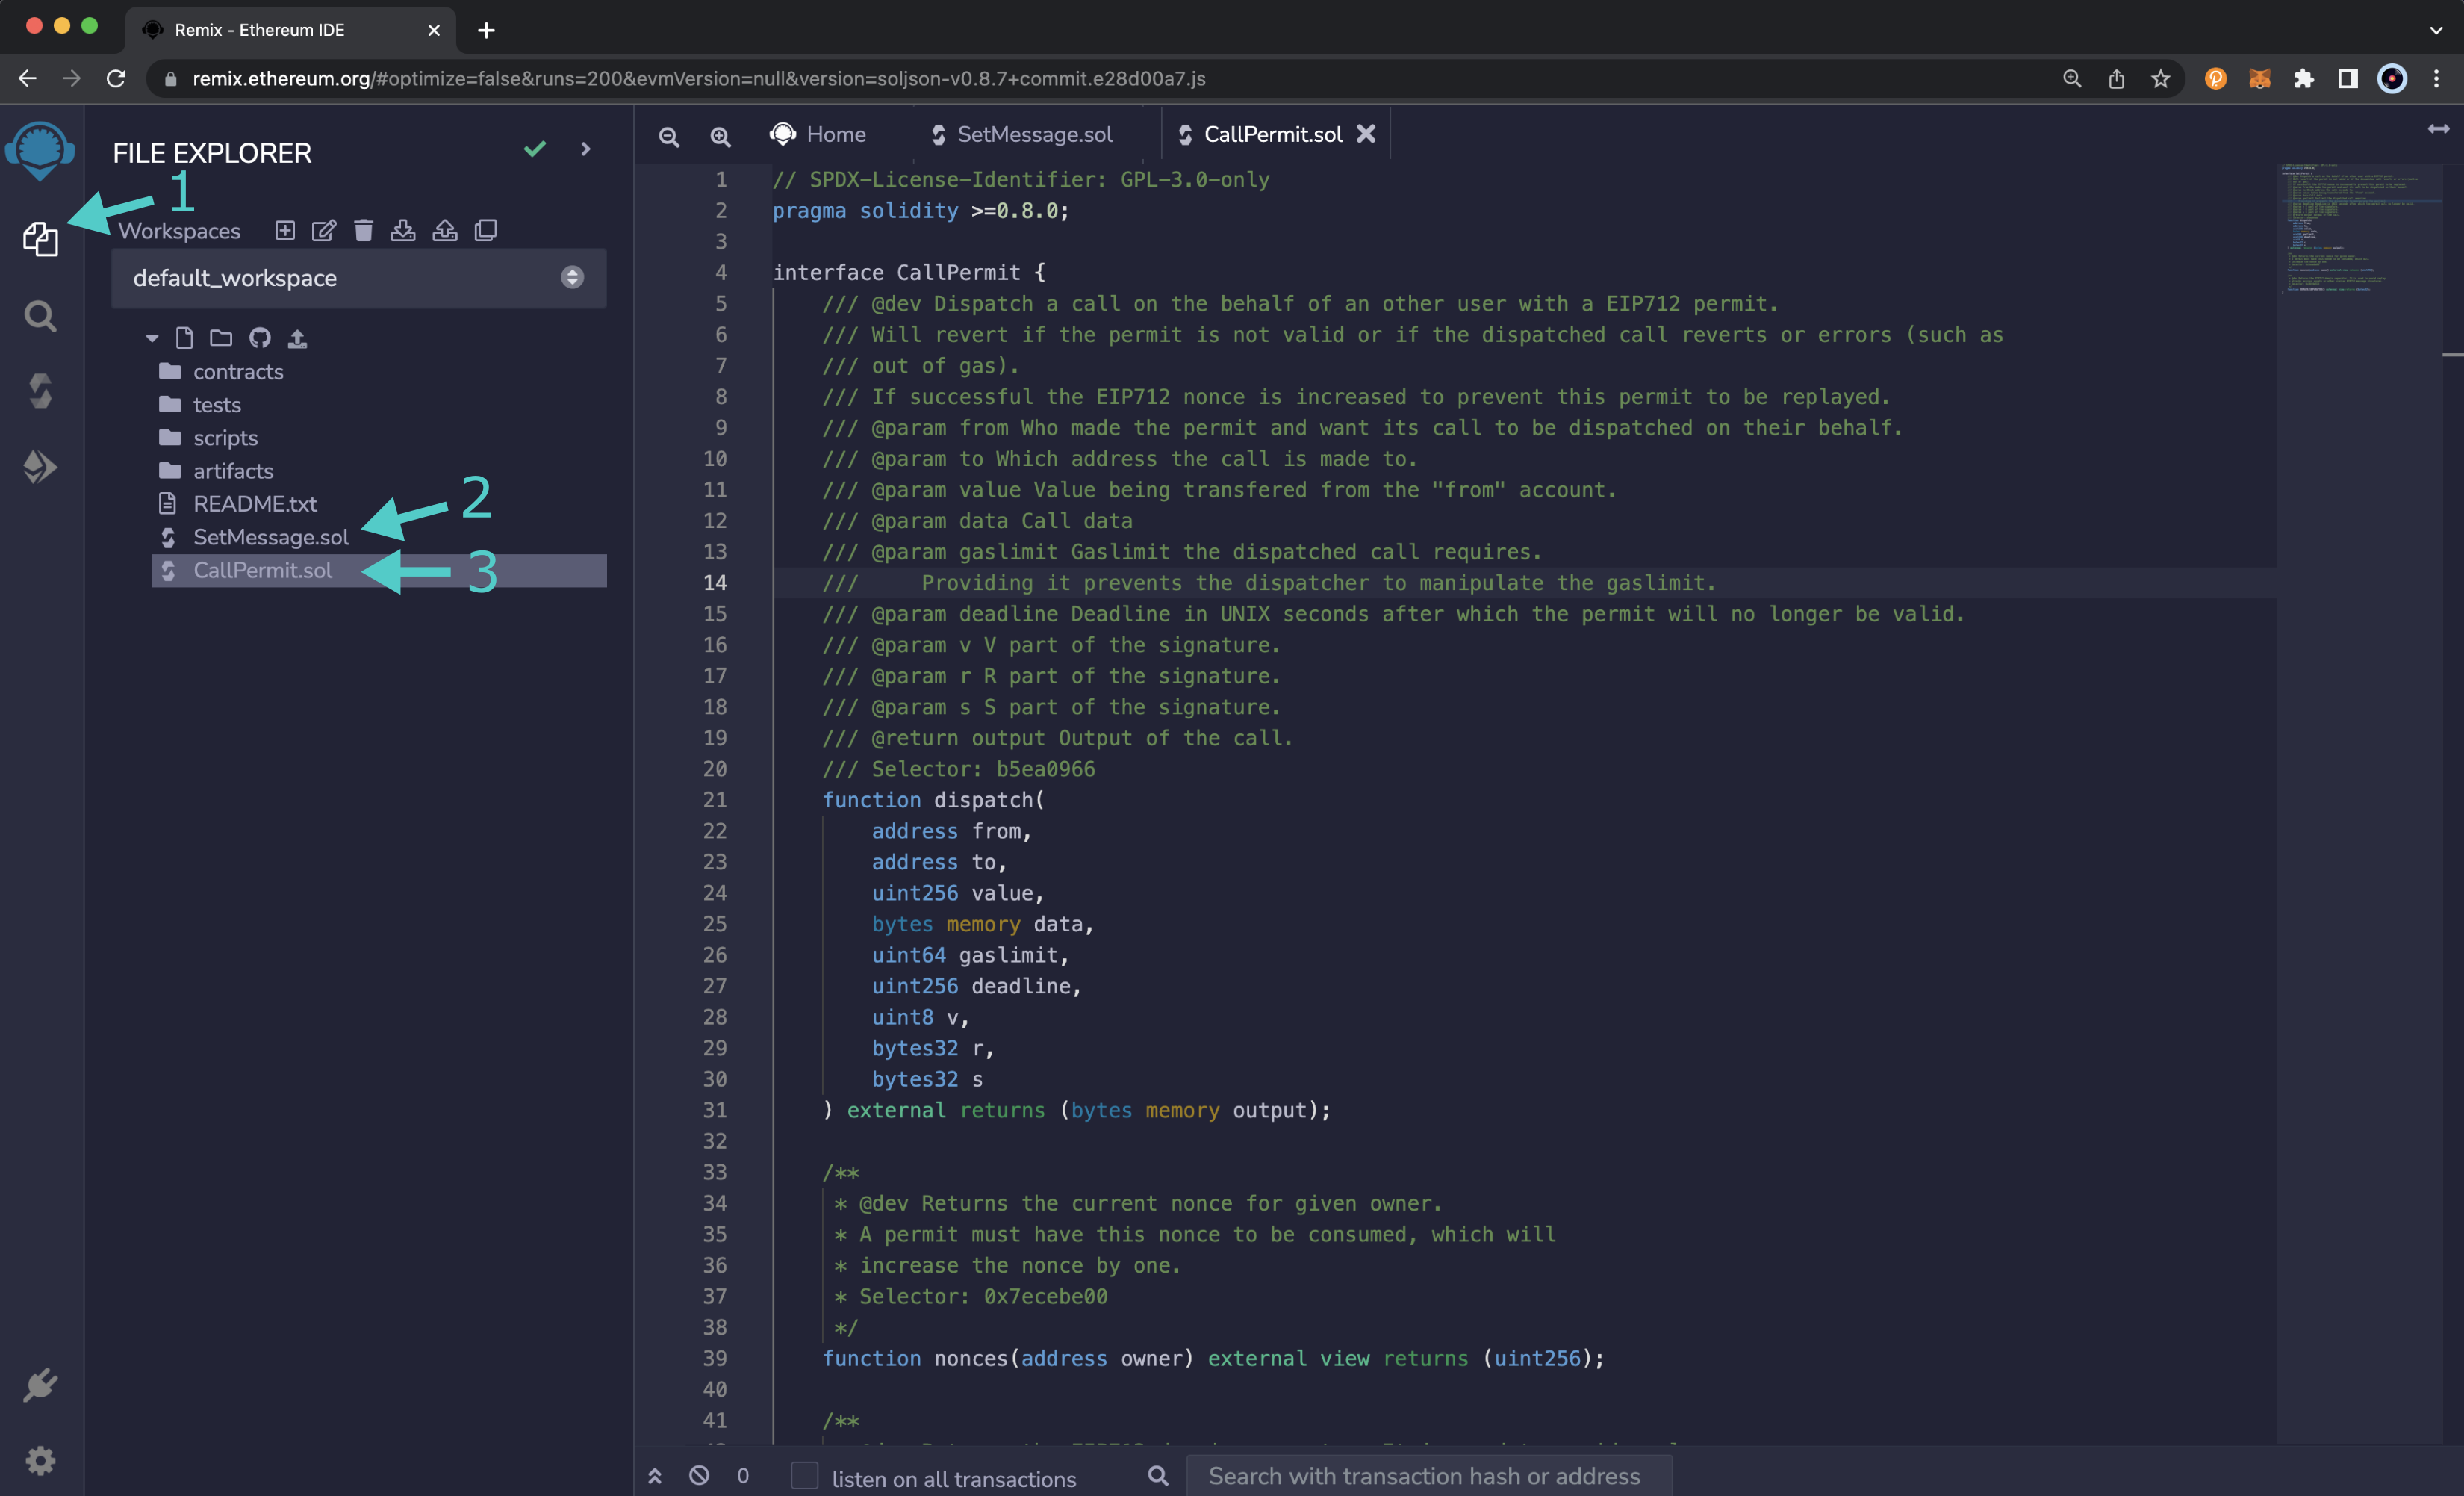 Remix - Ethereum IDE
remix.ethereum.org/#optimize=false&runs=200&evmVersion=null&version=soljson-v0.8.7+commit.e28d00a7.js
FILE EXPLORER
1
Workspaces
default_workspace
contracts
tests
scripts
artifacts
README.txt
2
SetMessage.sol
CallPermit.sol
3
Home
SetMessage.sol
CallPermit.sol
1 // SPDX-License-Identifier: GPL-3.0-only
2 pragma solidity >=0.8.0;
3
4 interface CallPermit {
5 /// @dev Dispatch a call on the behalf of an other user with a EIP712 permit.
6 /// Will revert if the permit is not valid or if the dispatched call reverts or errors (such as
7 /// out of gas).
8 /// If successful the EIP712 nonce is increased to prevent this permit to be replayed.
9 /// @param from Who made the permit and want its call to be dispatched on their behalf.
10 /// @param to Which address the call is made to.
11 /// @param value Value being transfered from the "from" account.
12 /// @param data Call data
13 /// @param gaslimit Gaslimit the dispatched call requires.
14 ///     Providing it prevents the dispatcher to manipulate the gaslimit.
15 /// @param deadline Deadline in UNIX seconds after which the permit will no longer be valid.
16 /// @param v V part of the signature.
17 /// @param r R part of the signature.
18 /// @param s S part of the signature.
19 /// @return output Output of the call.
20 /// Selector: b5ea0966
21 function dispatch(
22 address from,
23 address to,
24 uint256 value,
25 bytes memory data,
26 uint64 gaslimit,
27 uint256 deadline,
28 uint8 v,
29 bytes32 r,
30 bytes32 s
31 ) external returns (bytes memory output);
32
33 /**
34 * @dev Returns the current nonce for given owner.
35 * A permit must have this nonce to be consumed, which will
36 * increase the nonce by one.
37 * Selector: 0x7ecebe00
38 */
39 function nonces(address owner) external view returns (uint256);
40
41 /**
0
listen on all transactions
Search with transaction hash or address